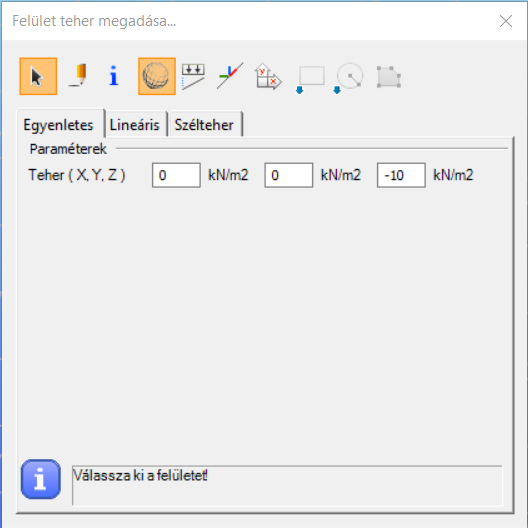 Felület teher megadása...
Egyenletes Lineáris Szélteher
Paraméterek
Teher ( X, Y, Z ) 0 kN/m2 0 kN/m2 -10 kN/m2
Válassza ki a felületet!